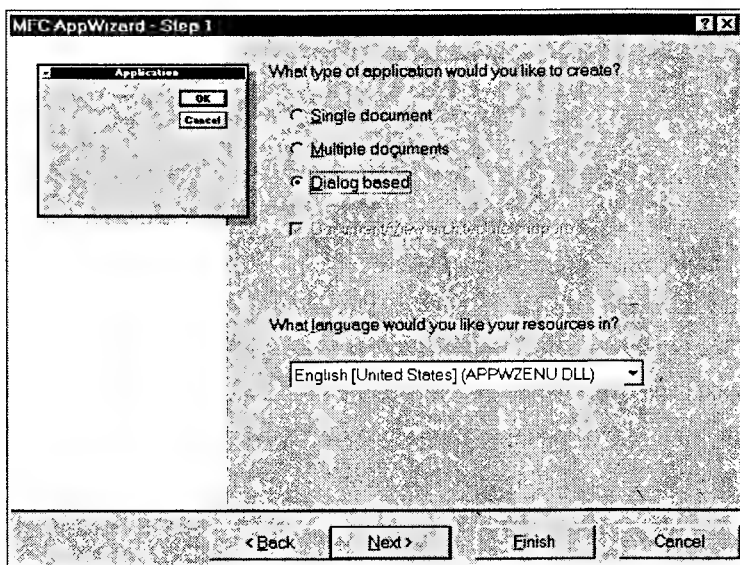 MFC AppWizard - Step 1
Application
OK
Cancel
What type of application would you like to create?
Single document
Multiple documents
Dialog based
What language would you like your resources in?
English [United States] (APPWZENU DLL)
< Back
Next >
Finish
Cancel